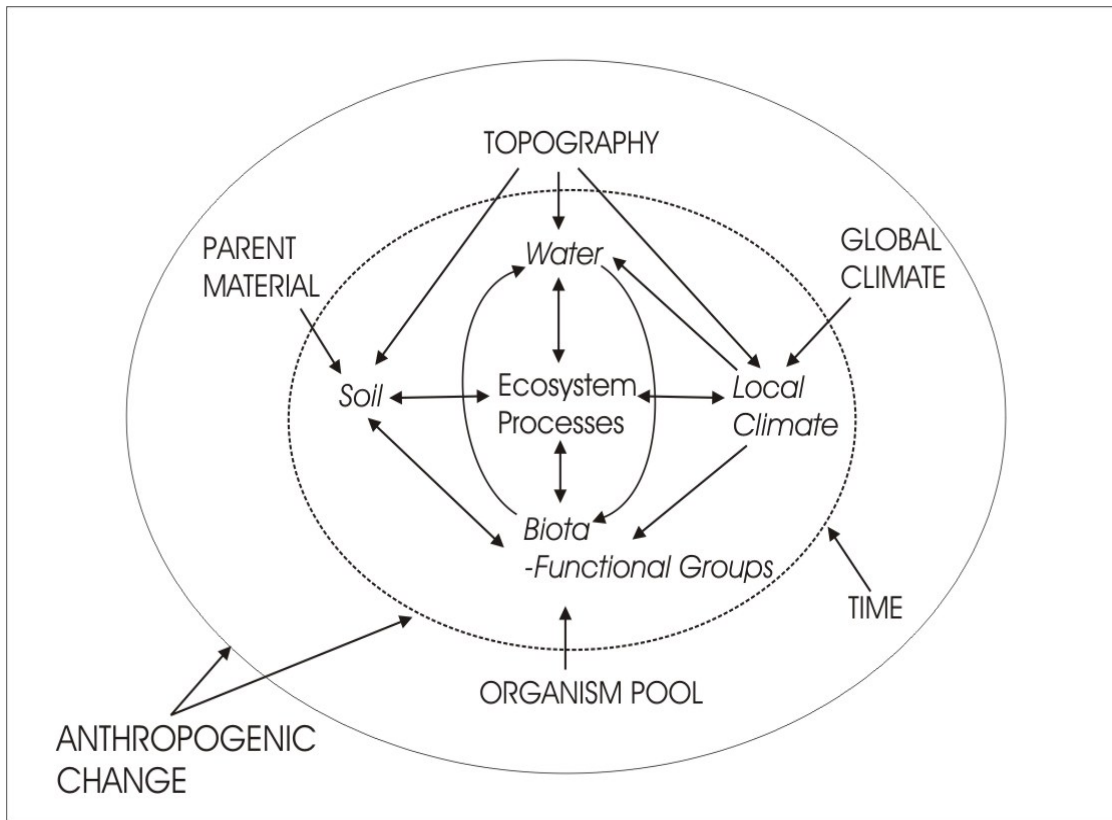 TOPOGRAPHY
PARENT
MATERIAL
GLOBAL
CLIMATE
Water
Soil
Ecosystem
Processes
Local
Climate
Biota
-Functional Groups
TIME
ORGANISM POOL
ANTHROPOGENIC
CHANGE